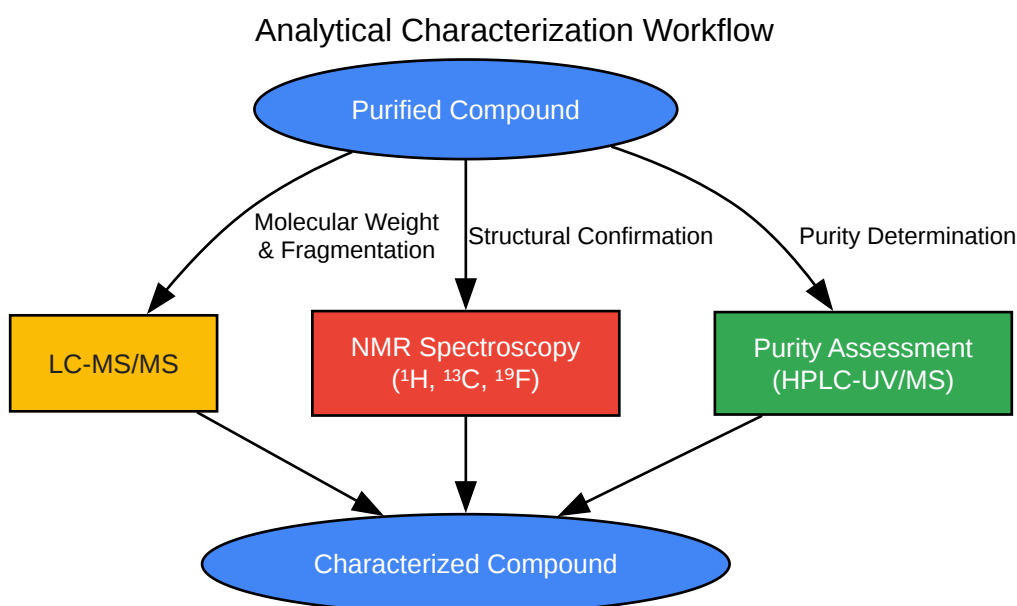 Analytical Characterization Workflow
Purified Compound
Molecular Weight
& Fragmentation
Structural Confirmation
Purity Determination
LC-MS/MS
NMR Spectroscopy
(¹H, ¹³C, ¹⁹F)
Purity Assessment
(HPLC-UV/MS)
Characterized Compound